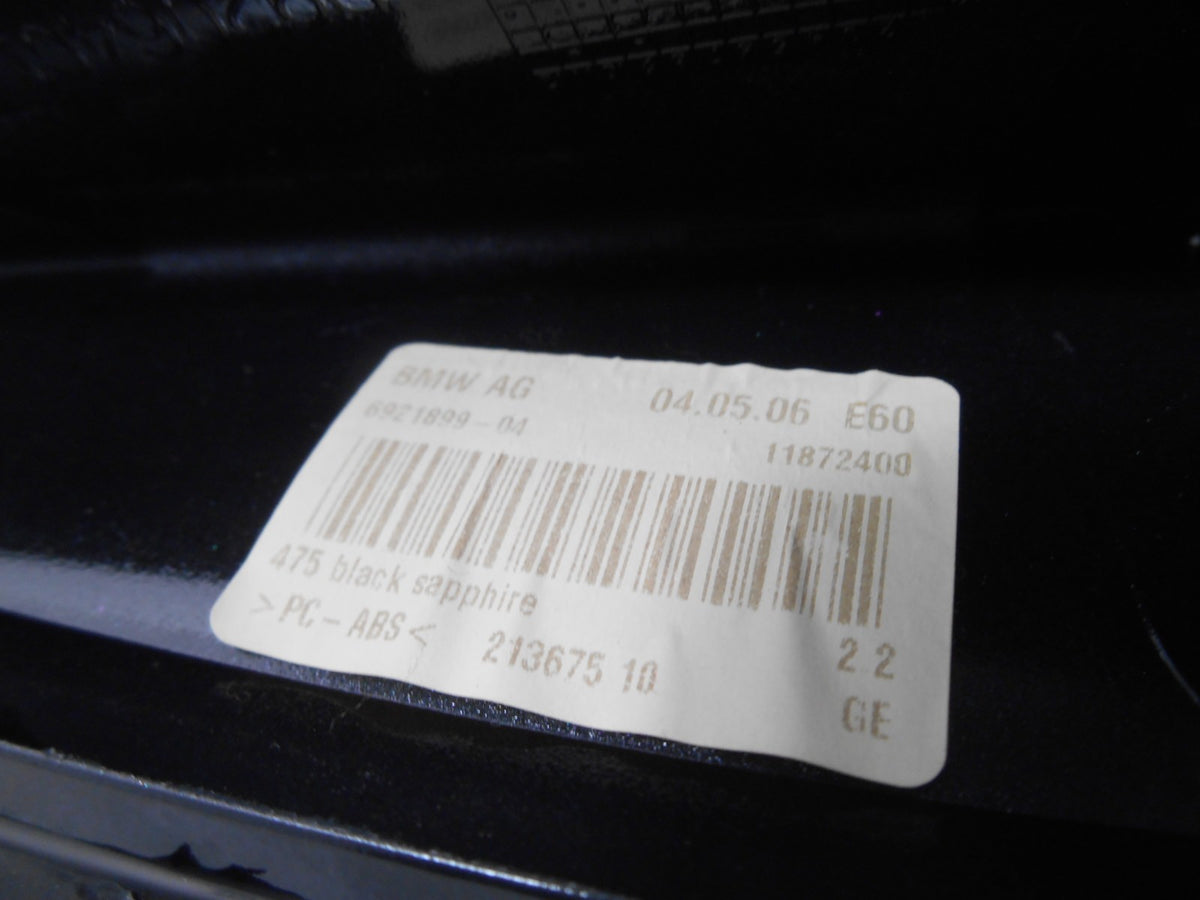 BMW AG 04.05.06 E60
6921899-04 11872400
475 black sapphire
>PC-ABS< 213675 10 2 2
GE